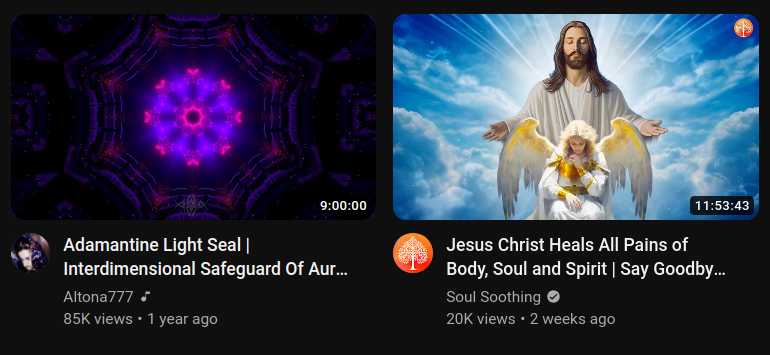 9:00:00
11:53:43
Adamantine Light Seal |
Interdimensional Safeguard Of Aur...
Altona777
85K views • 1 year ago
Jesus Christ Heals All Pains of
Body, Soul and Spirit | Say Goodby...
Soul Soothing
20K views • 2 weeks ago